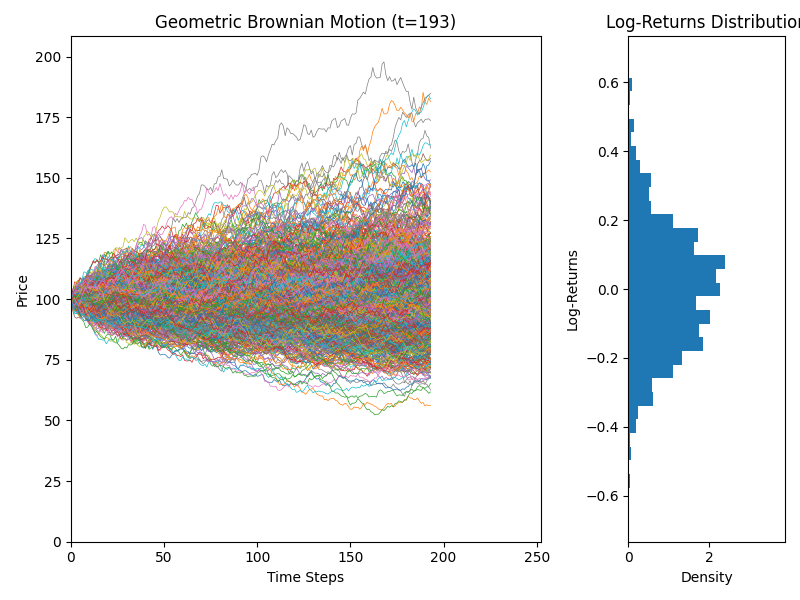 Geometric Brownian Motion (t=193)
Price
200
175
150
125
100
75
50
25
0
0 50 100 150 200 250
Time Steps
Log-Returns Distribution
Log-Returns
0.6
0.4
0.2
0.0
−0.2
−0.4
−0.6
0 2
Density